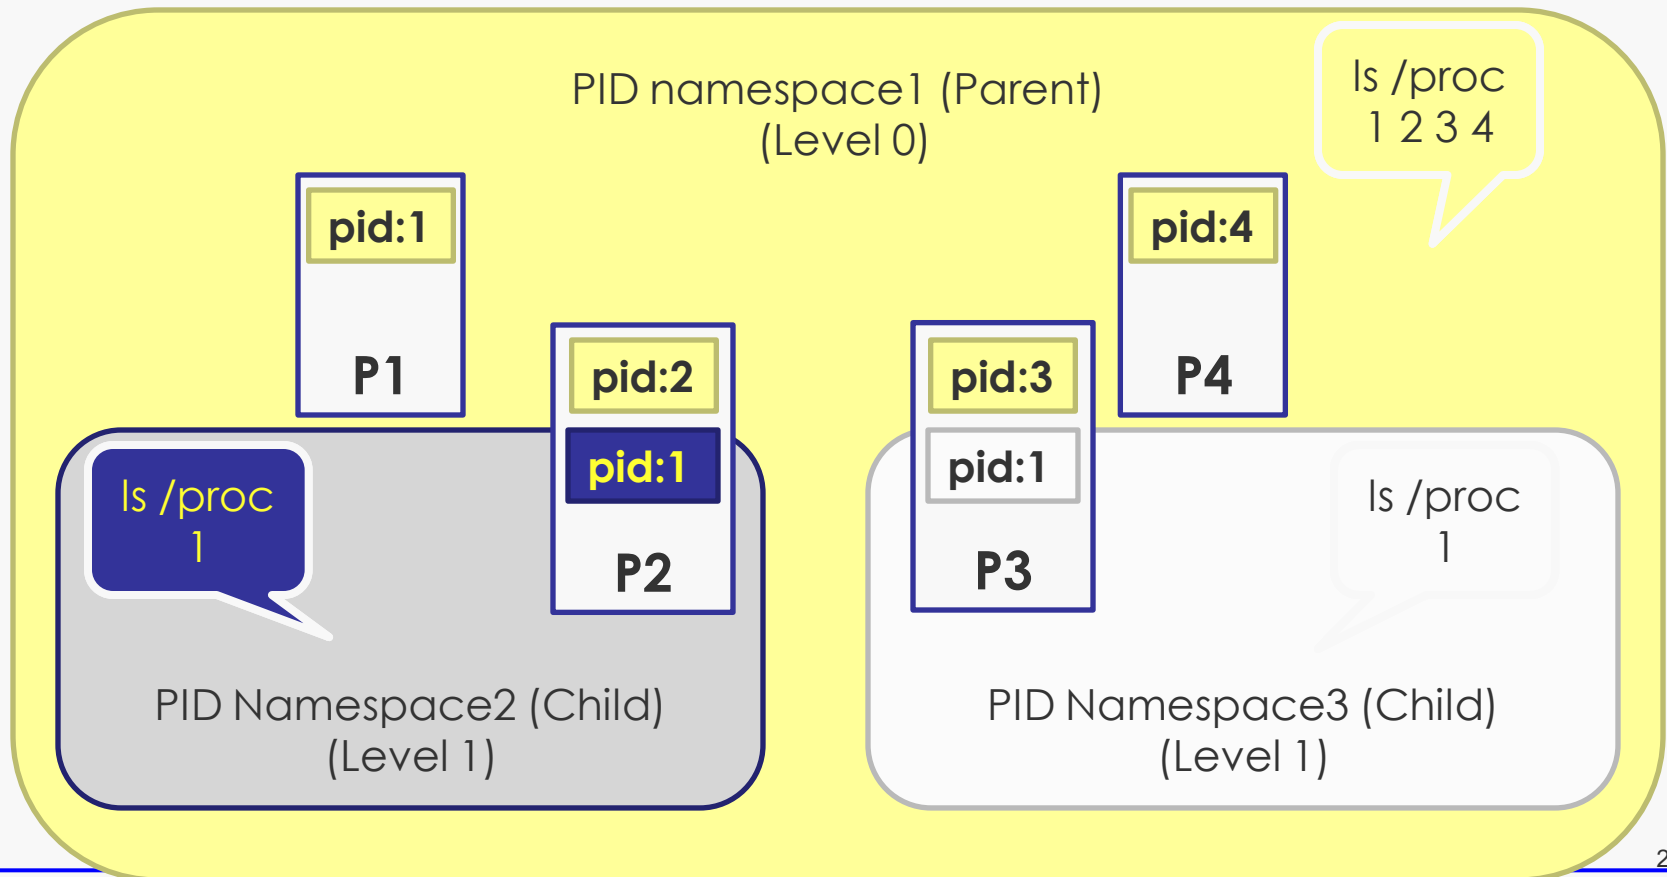 PID namespace1 (Parent)
(Level 0)
ls /proc
1 2 3 4
pid:1
P1
pid:4
P4
pid:2
pid:1
P2
pid:3
pid:1
P3
ls /proc
1
ls /proc
1
PID Namespace2 (Child)
(Level 1)
PID Namespace3 (Child)
(Level 1)
2